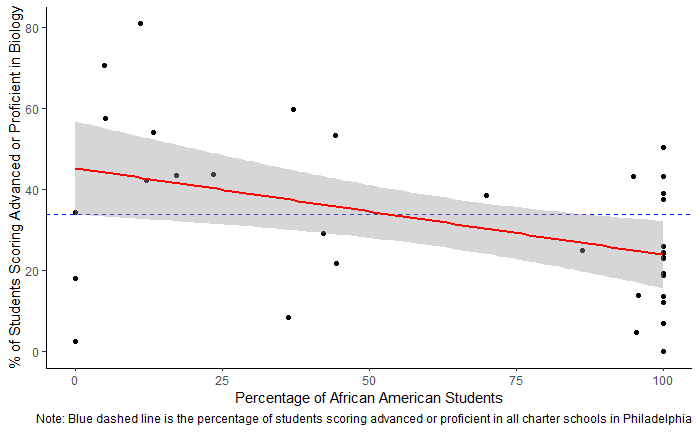 % of Students Scoring Advanced or Proficient in Biology
80
60
40
20
0
0 25 50 75 100
Percentage of African American Students
Note: Blue dashed line is the percentage of students scoring advanced or proficient in all charter schools in Philadelphia